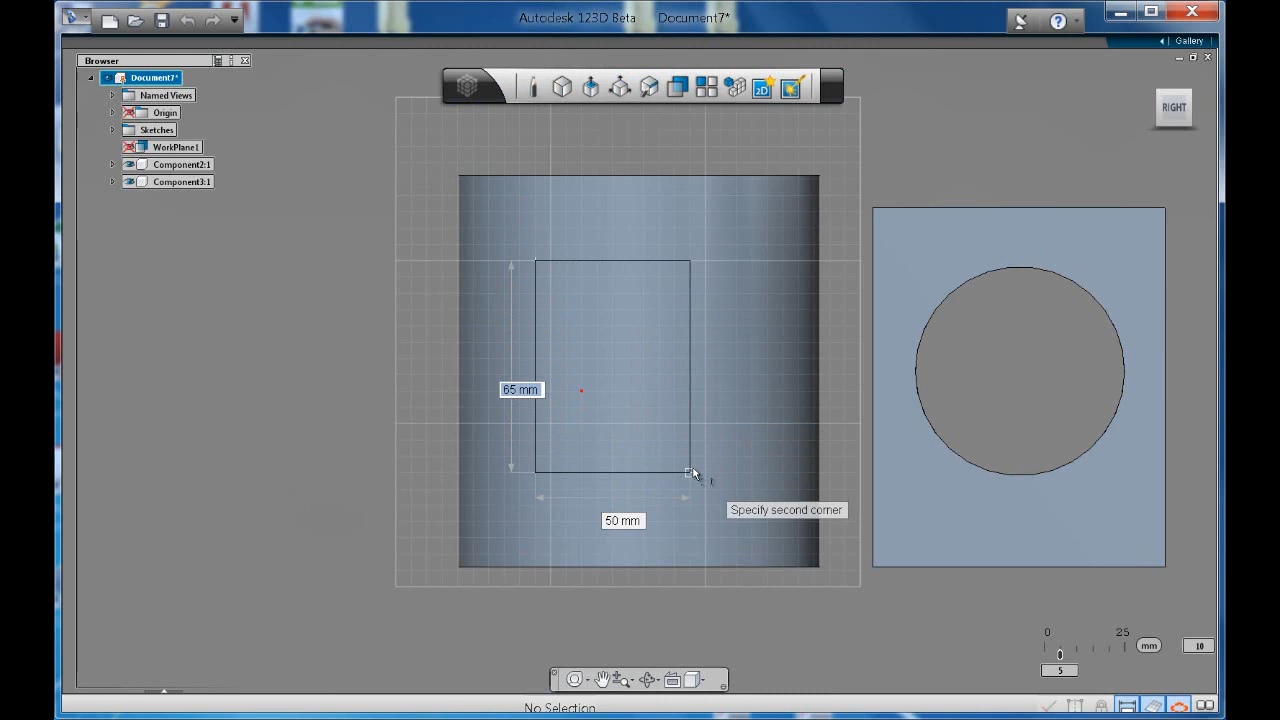 Autodesk 123D Beta Document7*
Gallery
Browser
Document7*
Named Views
Origin
Sketches
WorkPlane1
Component2:1
Component3:1
2D
RIGHT
65 mm
50 mm
Specify second corner
0 25
mm
10
5
No Selection